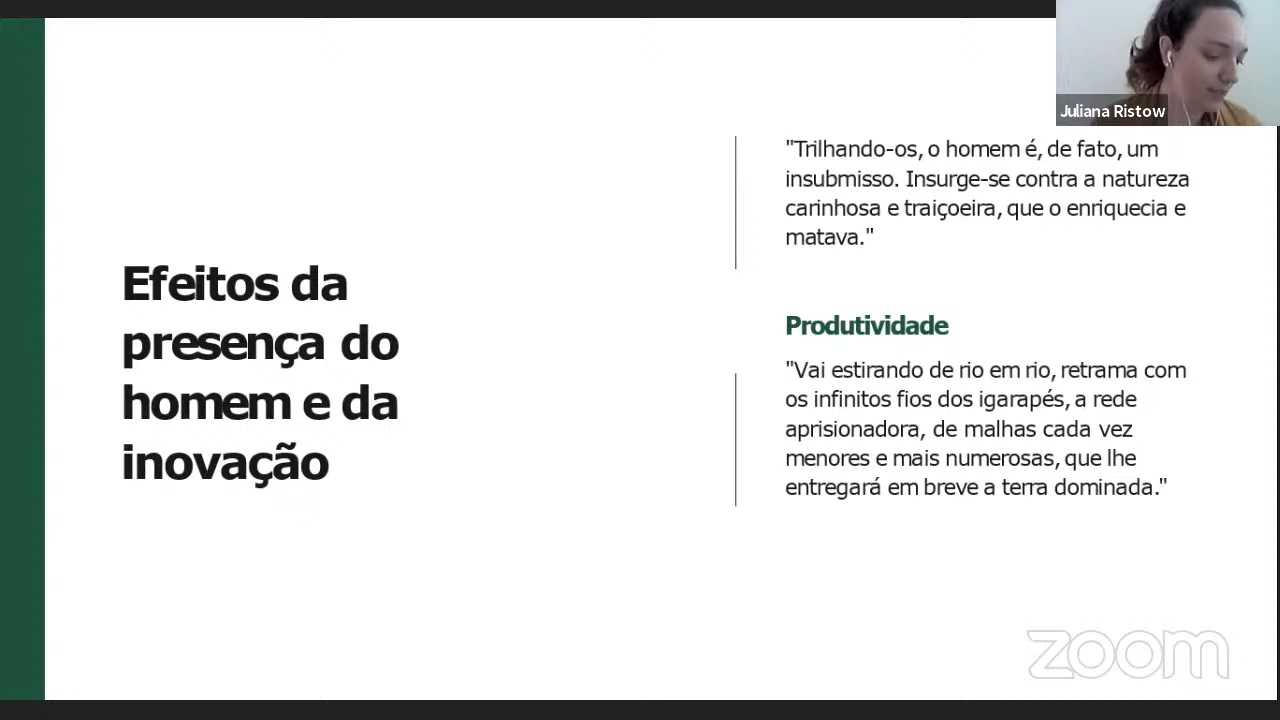 Juliana Ristow
"Trilhando-os, o homem é, de fato, um
insubmisso. Insurge-se contra a natureza
carinhosa e traiçoeira, que o enriquecia e
matava."
Efeitos da
presença do
homem e da
inovação
Produtividade
"Vai estirando de rio em rio, retrama com
os infinitos fios dos igarapés, a rede
aprisionadora, de malhas cada vez
menores e mais numerosas, que lhe
entregará em breve a terra dominada."
zoom